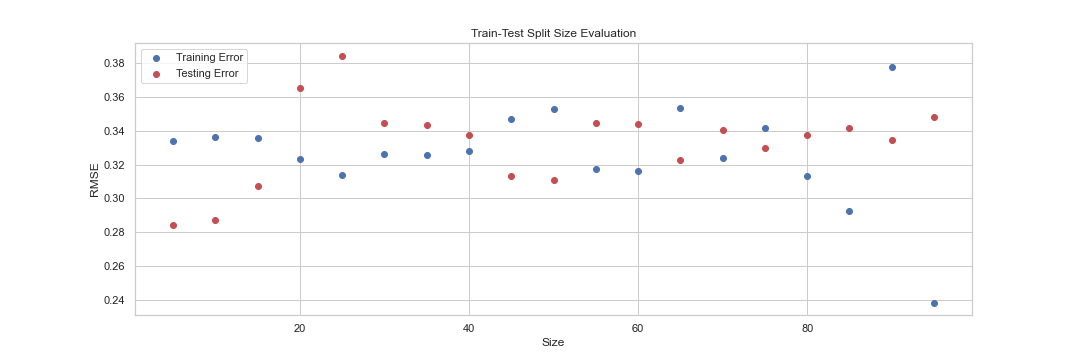 Train-Test Split Size Evaluation
Training Error
Testing Error
0.38
0.36
0.34
0.32
0.30
0.28
0.26
0.24
RMSE
20 40 60 80
Size